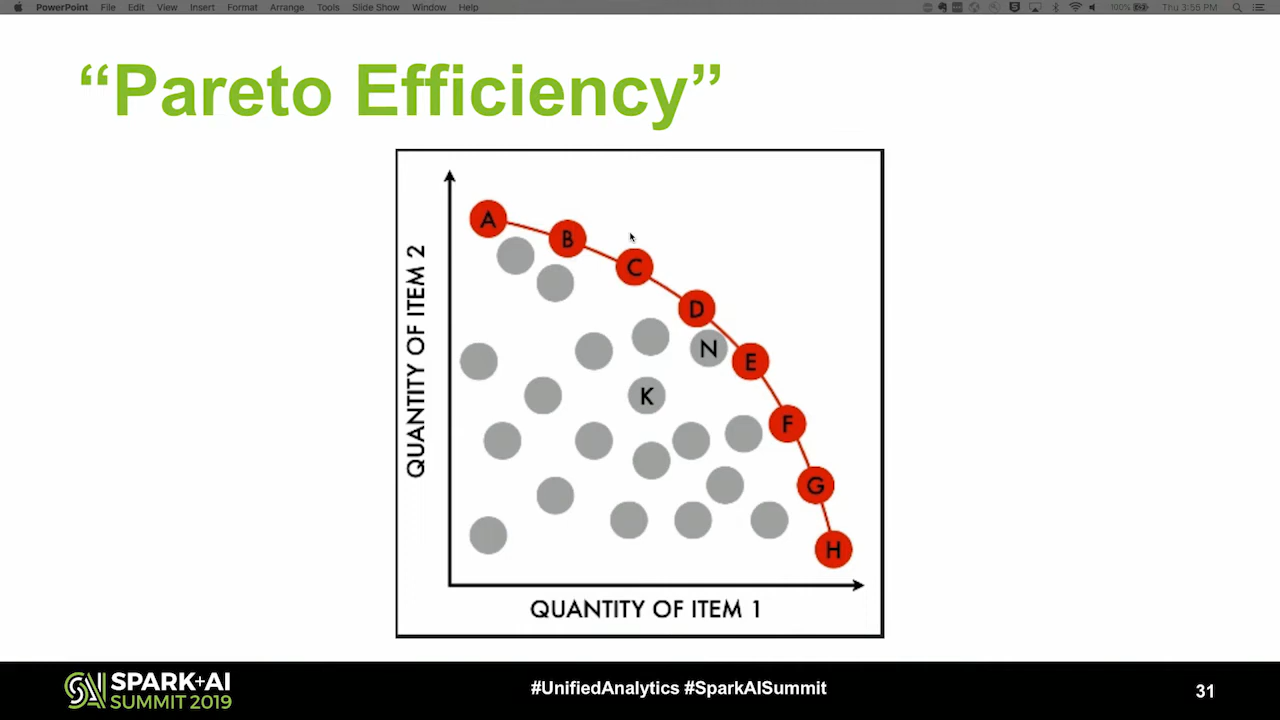 PowerPoint File Edit View Insert Format Arrange Tools Slide Show Window Help 100% Thu 3:55 PM
“Pareto Efficiency”
QUANTITY OF ITEM 2
A
B
C
D
N
E
K
F
G
H
QUANTITY OF ITEM 1
SPARK+AI
SUMMIT 2019
#UnifiedAnalytics #SparkAISummit
31